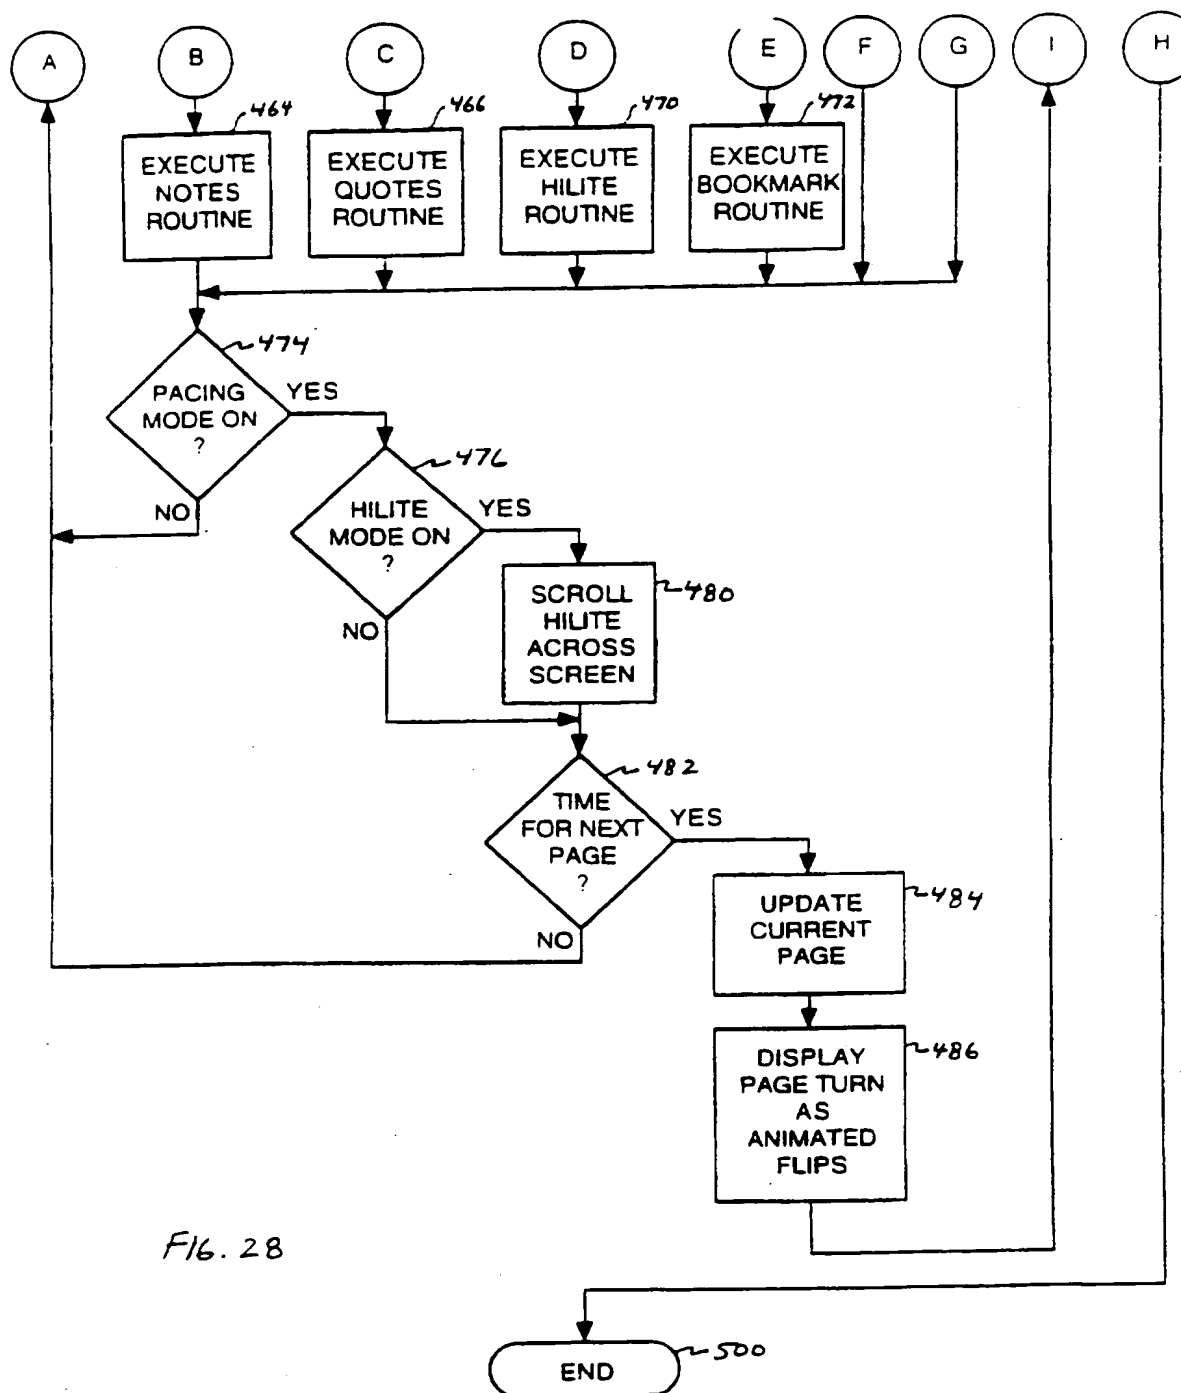 A B C D E F G I H
464
EXECUTE
NOTES
ROUTINE
466
EXECUTE
QUOTES
ROUTINE
470
EXECUTE
HILITE
ROUTINE
472
EXECUTE
BOOKMARK
ROUTINE
474
PACING
MODE ON
?
YES
NO
476
HILITE
MODE ON
?
YES
NO
480
SCROLL
HILITE
ACROSS
SCREEN
482
TIME
FOR NEXT
PAGE
?
YES
NO
484
UPDATE
CURRENT
PAGE
486
DISPLAY
PAGE TURN
AS
ANIMATED
FLIPS
FIG. 28
500
END